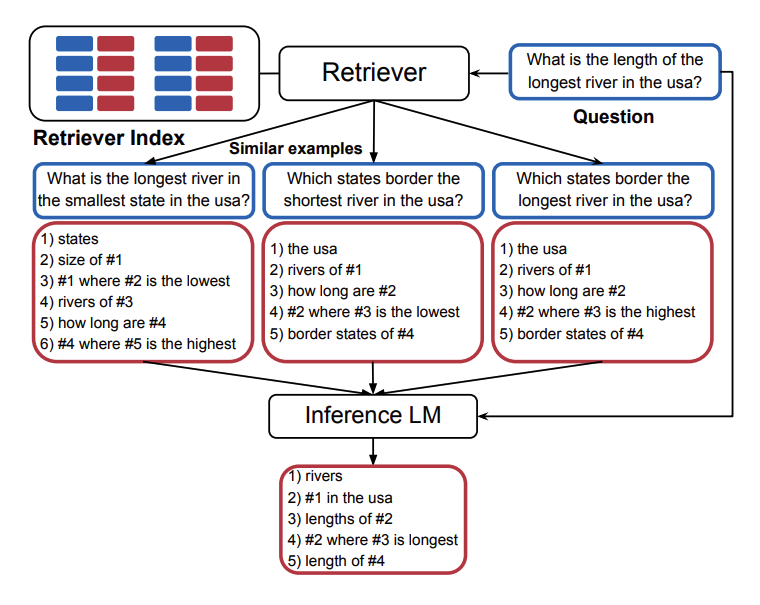 Retriever
What is the length of the
longest river in the usa?
Question
Retriever Index
Similar examples
What is the longest river in
the smallest state in the usa?
1) states
2) size of #1
3) #1 where #2 is the lowest
4) rivers of #3
5) how long are #4
6) #4 where #5 is the highest
Which states border the
shortest river in the usa?
1) the usa
2) rivers of #1
3) how long are #2
4) #2 where #3 is the lowest
5) border states of #4
Which states border the
longest river in the usa?
1) the usa
2) rivers of #1
3) how long are #2
4) #2 where #3 is the highest
5) border states of #4
Inference LM
1) rivers
2) #1 in the usa
3) lengths of #2
4) #2 where #3 is longest
5) length of #4